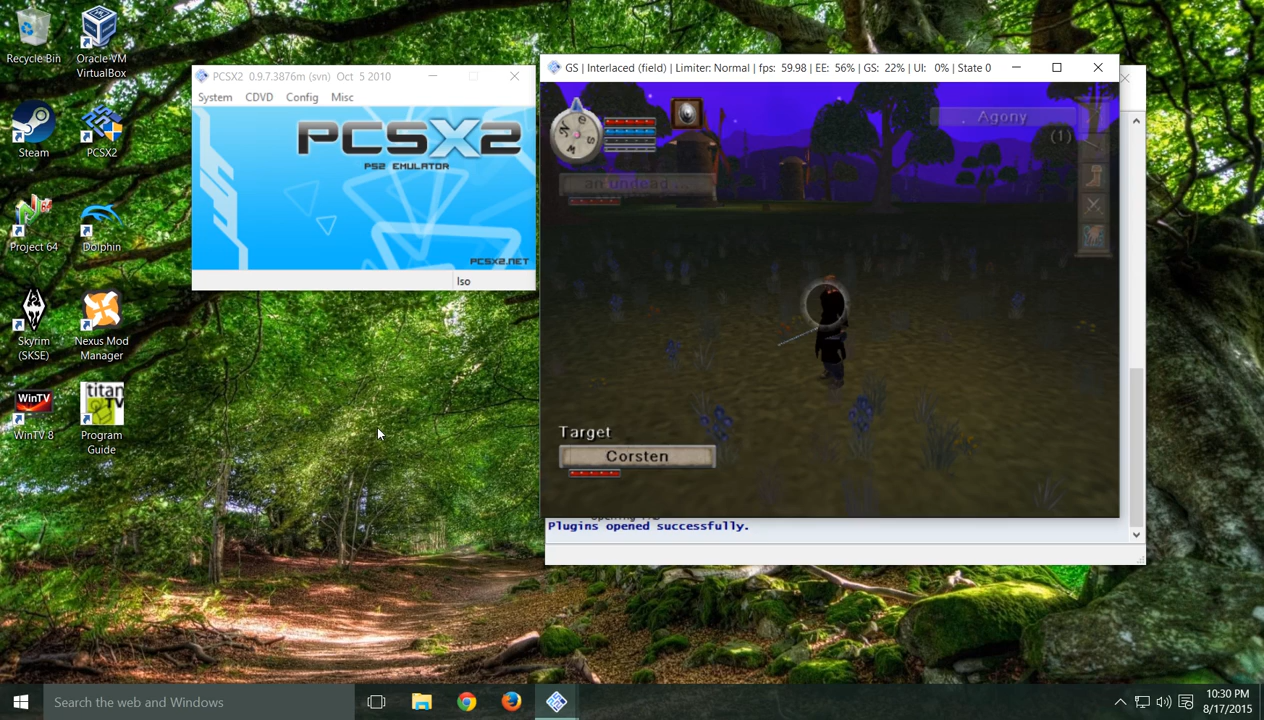 Recycle Bin
Oracle VM
VirtualBox
Steam
PCSX2
Project 64
Dolphin
Skyrim
(SKSE)
Nexus Mod
Manager
WinTV
WinTV 8
titan
TV
Program
Guide
PCSX2 0.9.7.3876m (svn) Oct 5 2010
System CDVD Config Misc
PCSX2
PS2 EMULATOR
PCSX2.NET
Iso
GS | Interlaced (field) | Limiter: Normal | fps: 59.98 | EE: 56% | GS: 22% | UI: 0% | State 0
Agony
(1)
an undead ...
Target
Corsten
Plugins opened successfully.
Search the web and Windows
10:30 PM
8/17/2015